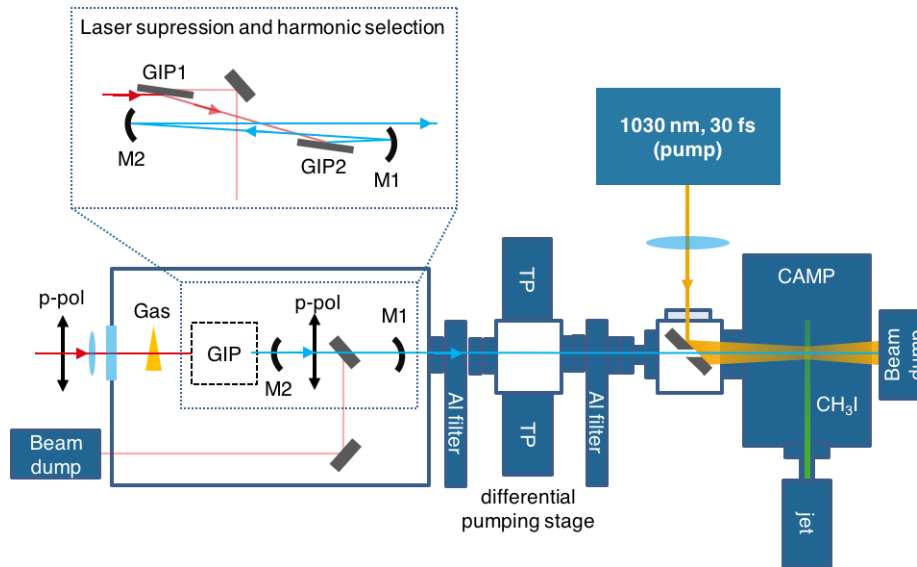 Laser supression and harmonic selection
GIP1
M2
GIP2
M1
1030 nm, 30 fs
(pump)
p-pol
Gas
GIP
M2
p-pol
M1
Beam
dump
Al filter
TP
TP
Al filter
differential
pumping stage
CAMP
CH₃I
jet
Beam
dump